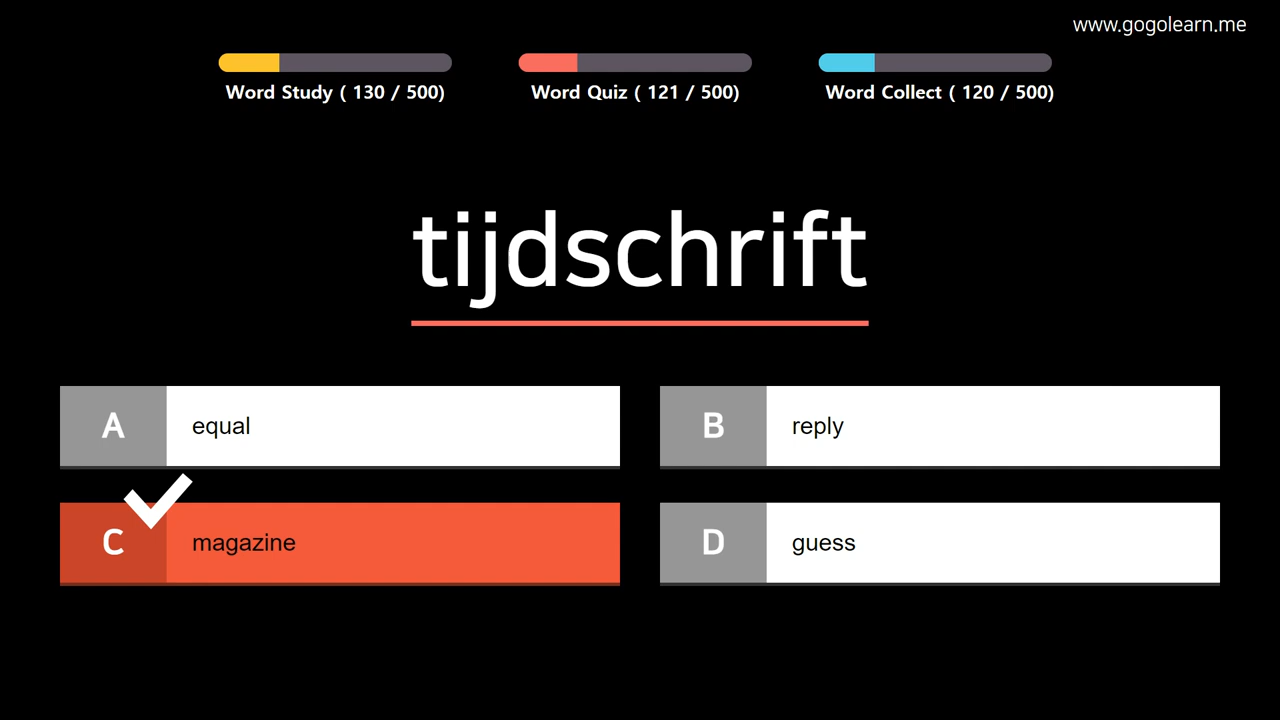 www.gogolearn.me
Word Study ( 130 / 500) Word Quiz ( 121 / 500) Word Collect ( 120 / 500)
tijdschrift
A equal
B reply
C magazine
D guess